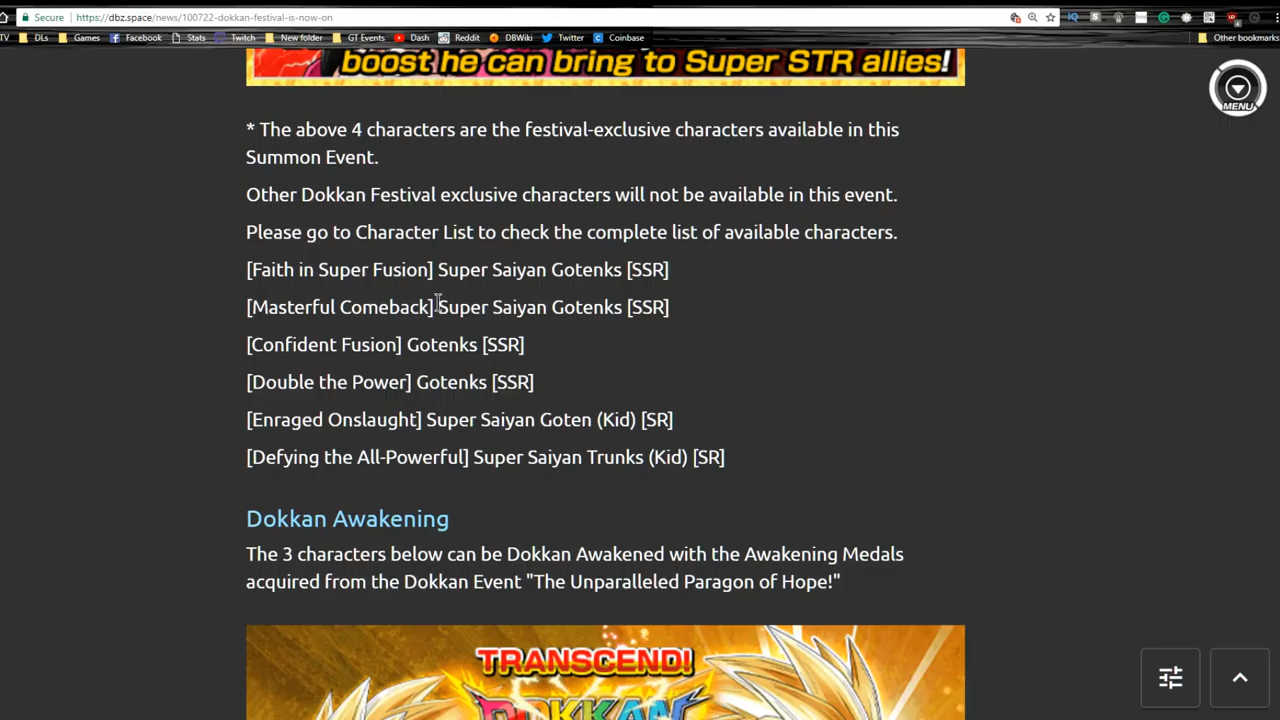 Secure https://dbz.space/news/100722-dokkan-festival-is-now-on
TV DLs Games Facebook Stats Twitch New folder GT Events Dash Reddit DBWiki Twitter Coinbase Other bookmarks
boost he can bring to Super STR allies!
MENU
* The above 4 characters are the festival-exclusive characters available in this
Summon Event.
Other Dokkan Festival exclusive characters will not be available in this event.
Please go to Character List to check the complete list of available characters.
[Faith in Super Fusion] Super Saiyan Gotenks [SSR]
[Masterful Comeback] Super Saiyan Gotenks [SSR]
[Confident Fusion] Gotenks [SSR]
[Double the Power] Gotenks [SSR]
[Enraged Onslaught] Super Saiyan Goten (Kid) [SR]
[Defying the All-Powerful] Super Saiyan Trunks (Kid) [SR]
Dokkan Awakening
The 3 characters below can be Dokkan Awakened with the Awakening Medals
acquired from the Dokkan Event "The Unparalleled Paragon of Hope!"
TRANSCEND!
DOKKAN